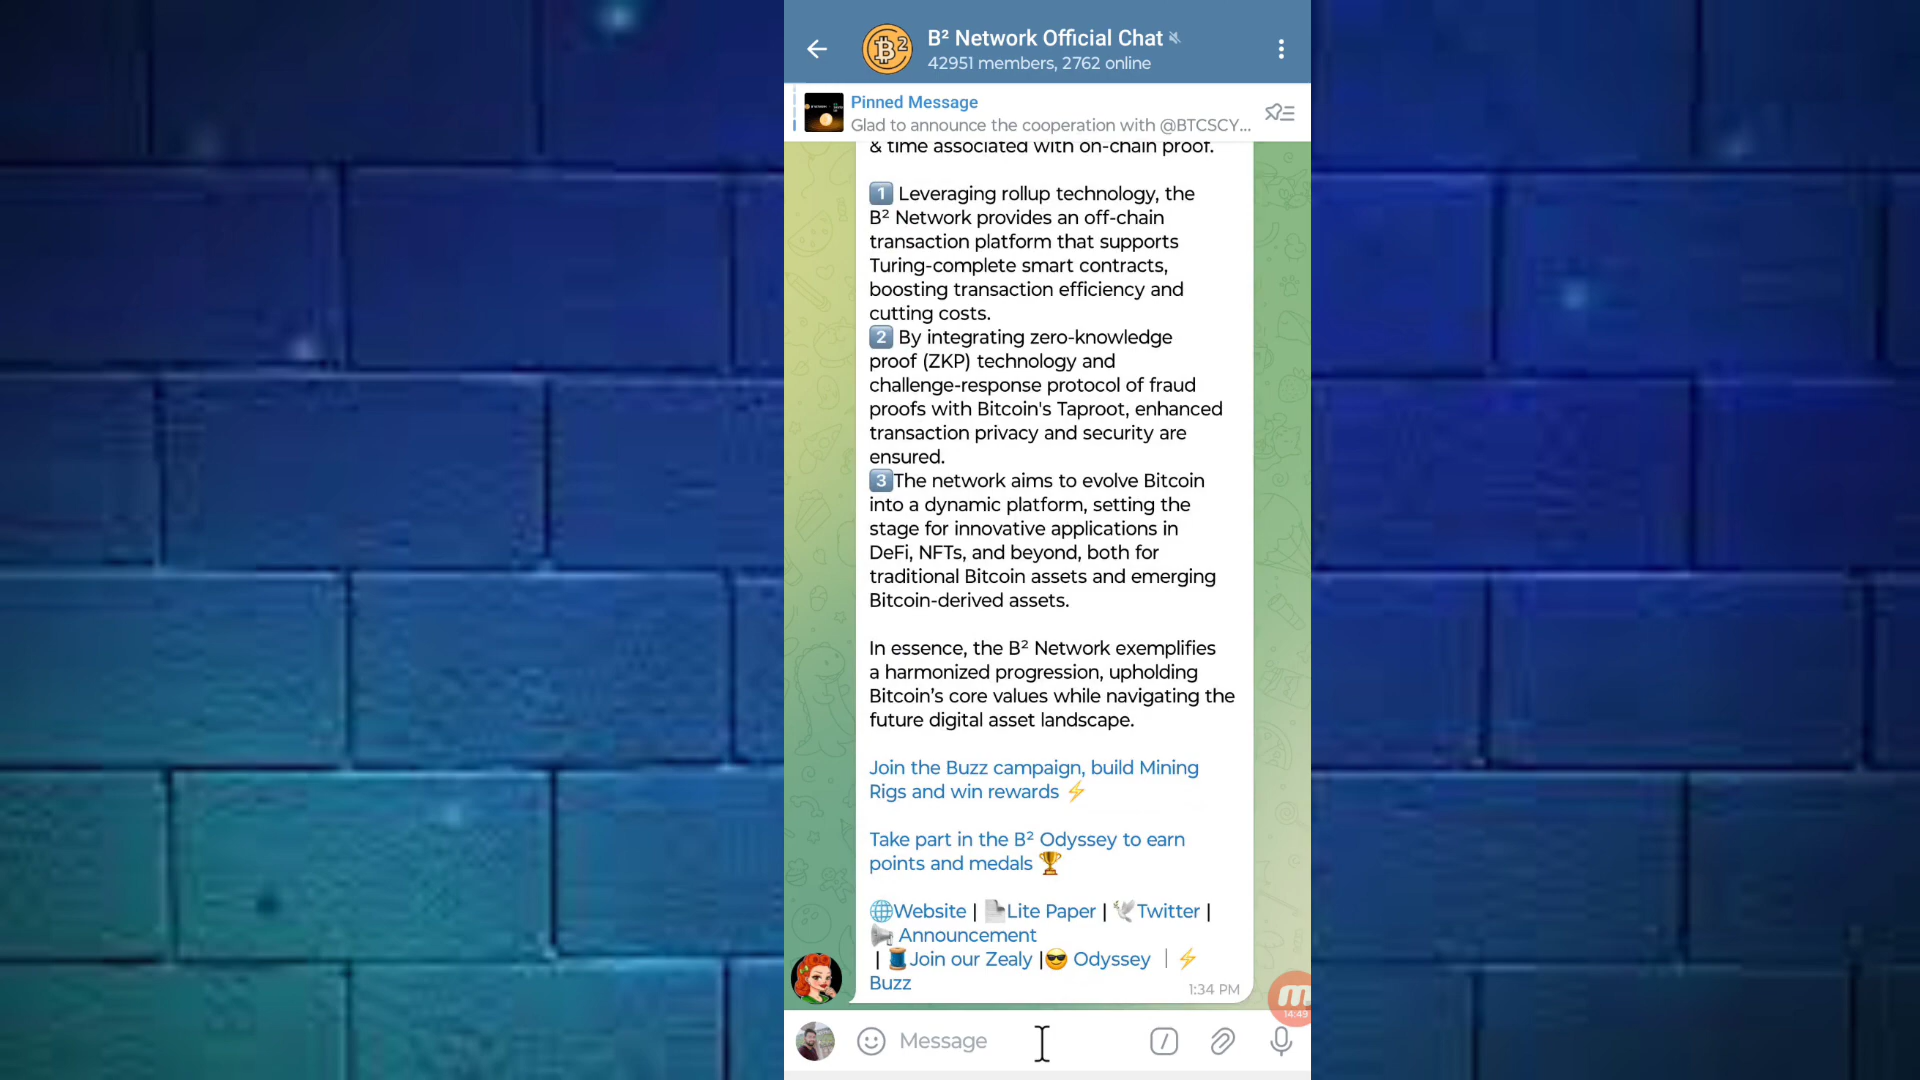 B² Network Official Chat
42951 members, 2762 online
Pinned Message
Glad to announce the cooperation with @BTCSCY...
& time associated with on-chain proof.
1 Leveraging rollup technology, the
B² Network provides an off-chain
transaction platform that supports
Turing-complete smart contracts,
boosting transaction efficiency and
cutting costs.
2 By integrating zero-knowledge
proof (ZKP) technology and
challenge-response protocol of fraud
proofs with Bitcoin's Taproot, enhanced
transaction privacy and security are
ensured.
3 The network aims to evolve Bitcoin
into a dynamic platform, setting the
stage for innovative applications in
DeFi, NFTs, and beyond, both for
traditional Bitcoin assets and emerging
Bitcoin-derived assets.
In essence, the B² Network exemplifies
a harmonized progression, upholding
Bitcoin’s core values while navigating the
future digital asset landscape.
Join the Buzz campaign, build Mining
Rigs and win rewards ⚡
Take part in the B² Odyssey to earn
points and medals 🏆
🌐Website | 📄Lite Paper | 🕊Twitter |
📢 Announcement
| 🧵Join our Zealy |😎 Odyssey | ⚡
Buzz
1:34 PM
14:49
Message